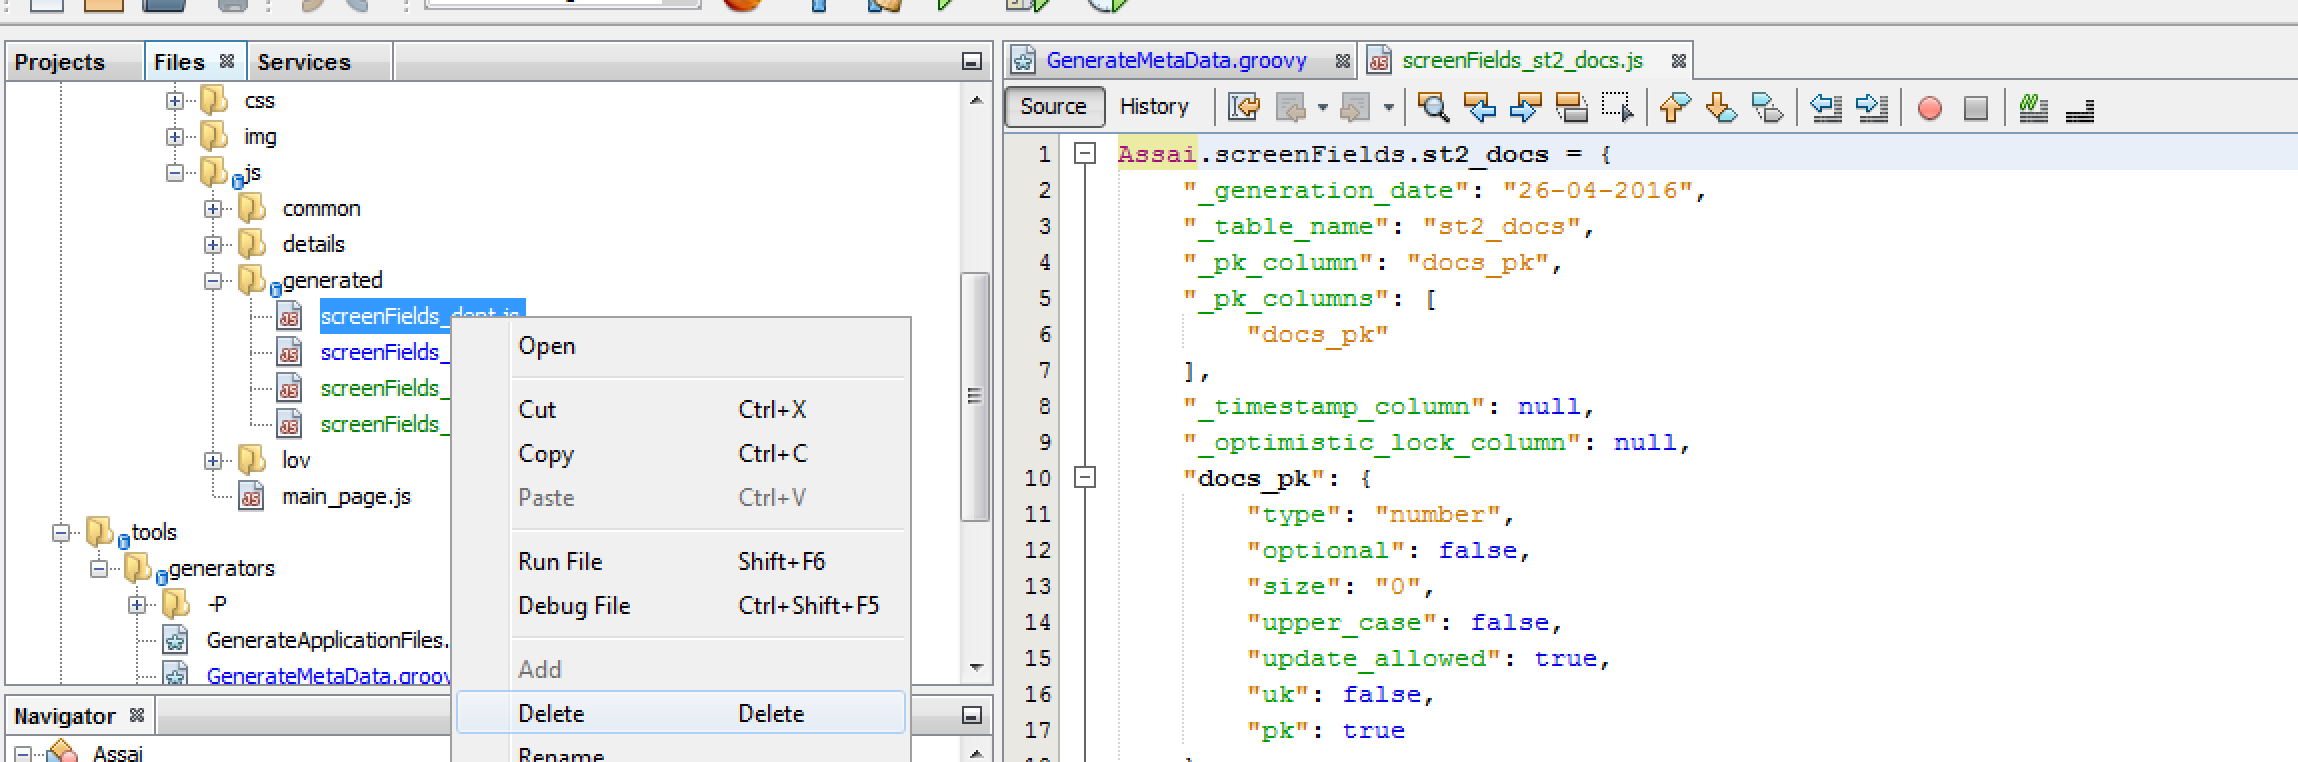 Projects
Files
Services
css
img
js
common
details
generated
screenFields_dept.js
screenFields_
screenFields_
screenFields_
lov
main_page.js
tools
generators
-P
GenerateApplicationFiles.
GenerateMetaData.groov
Open
Cut Ctrl+X
Copy Ctrl+C
Paste Ctrl+V
Run File Shift+F6
Debug File Ctrl+Shift+F5
Add
Delete Delete
Rename
Navigator
Assai
GenerateMetaData.groovy
screenFields_st2_docs.js
Source
History
1 Assai.screenFields.st2_docs = {
2 "_generation_date": "26-04-2016",
3 "_table_name": "st2_docs",
4 "_pk_column": "docs_pk",
5 "_pk_columns": [
6 "docs_pk"
7 ],
8 "_timestamp_column": null,
9 "_optimistic_lock_column": null,
10 "docs_pk": {
11 "type": "number",
12 "optional": false,
13 "size": "0",
14 "upper_case": false,
15 "update_allowed": true,
16 "uk": false,
17 "pk": true